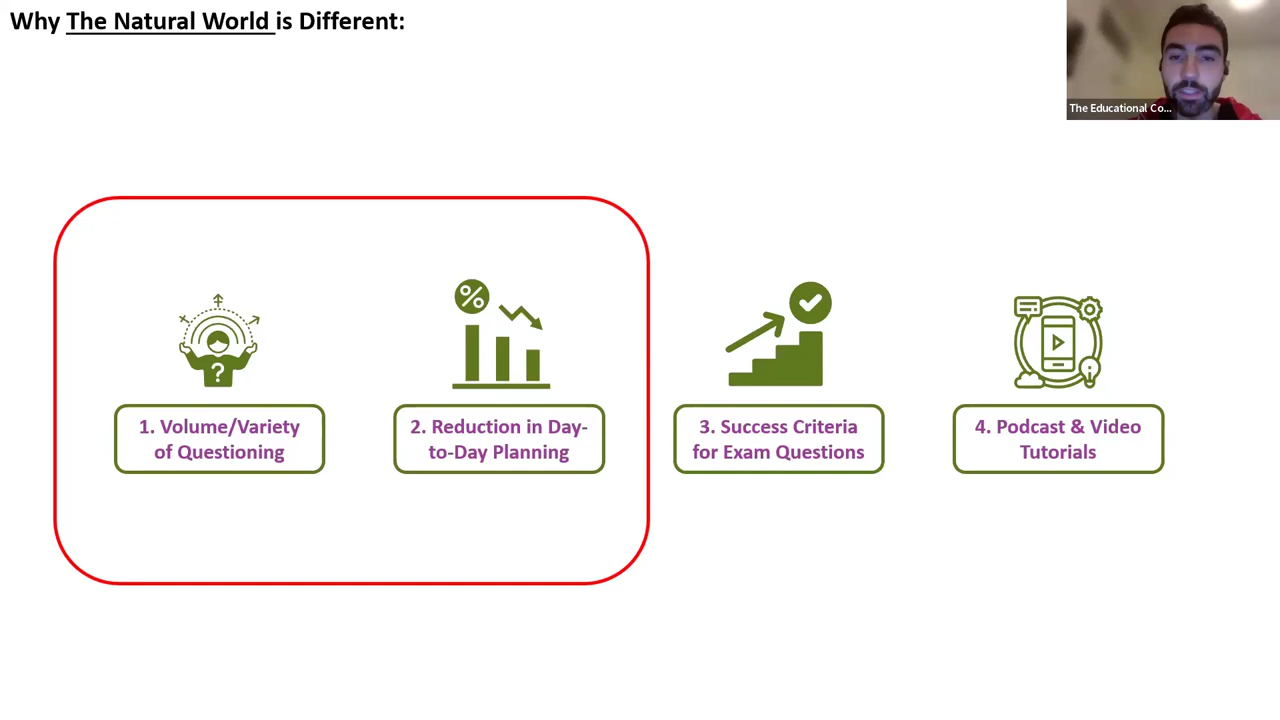 Why The Natural World is Different:
The Educational Co...
?
%
1. Volume/Variety
of Questioning
2. Reduction in Day-
to-Day Planning
3. Success Criteria
for Exam Questions
4. Podcast & Video
Tutorials